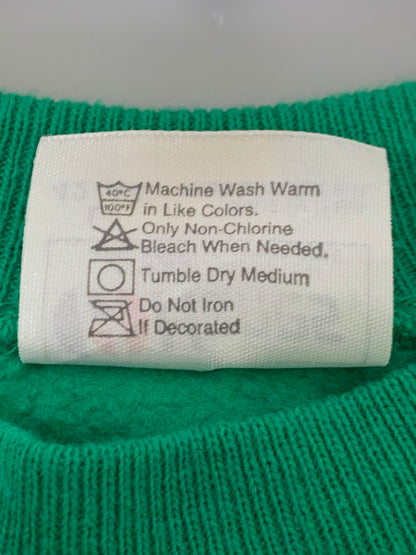 40°C
100°F
Machine Wash Warm
in Like Colors.
Only Non-Chlorine
Bleach When Needed.
Tumble Dry Medium
Do Not Iron
If Decorated